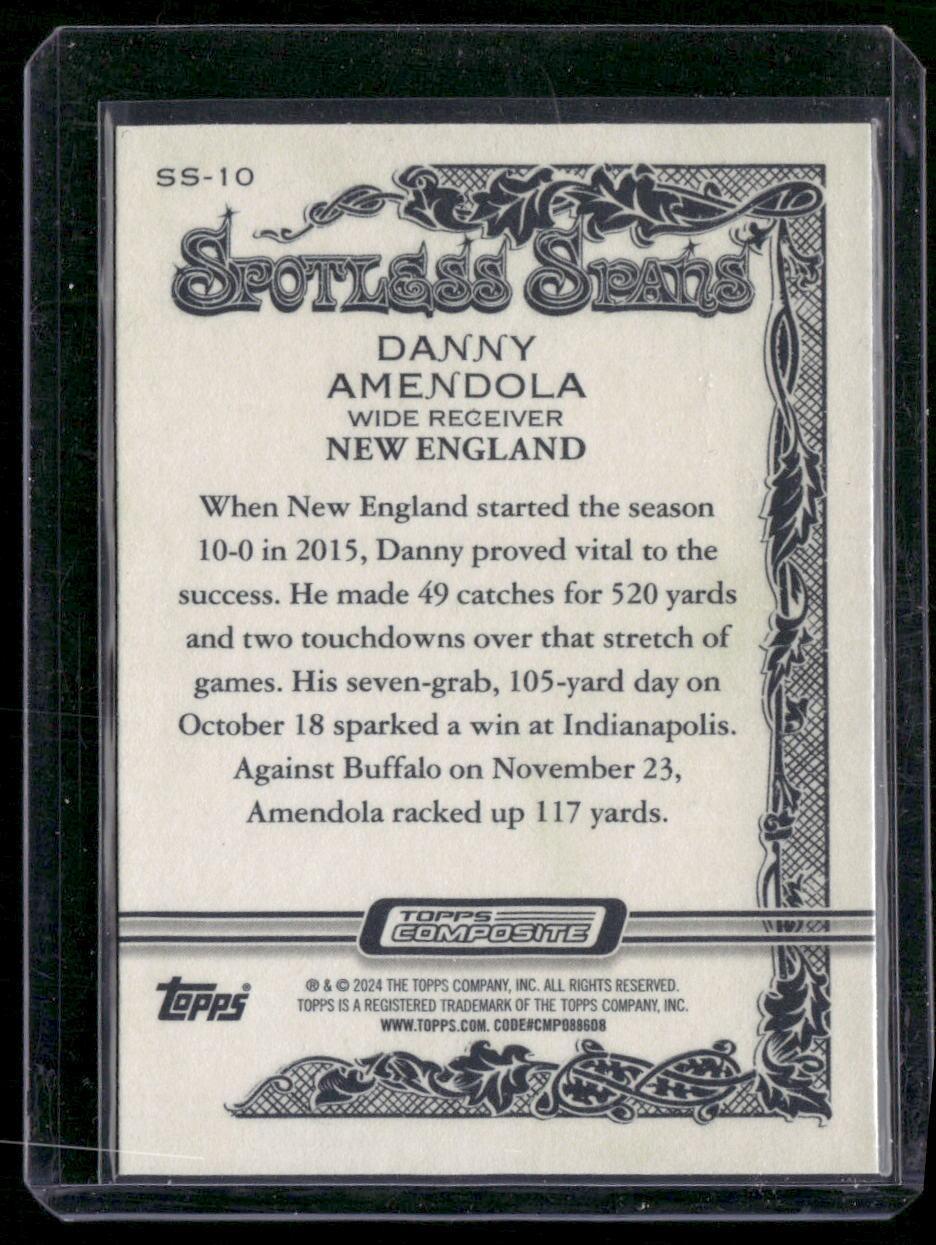 SS-10
SPOTLESS SPANS
DANNY
AMENDOLA
WIDE RECEIVER
NEW ENGLAND
When New England started the season
10-0 in 2015, Danny proved vital to the
success. He made 49 catches for 520 yards
and two touchdowns over that stretch of
games. His seven-grab, 105-yard day on
October 18 sparked a win at Indianapolis.
Against Buffalo on November 23,
Amendola racked up 117 yards.
TOPPS
COMPOSITE
topps®
® & © 2024 THE TOPPS COMPANY, INC. ALL RIGHTS RESERVED.
TOPPS IS A REGISTERED TRADEMARK OF THE TOPPS COMPANY, INC.
WWW.TOPPS.COM. CODE#CMP088608